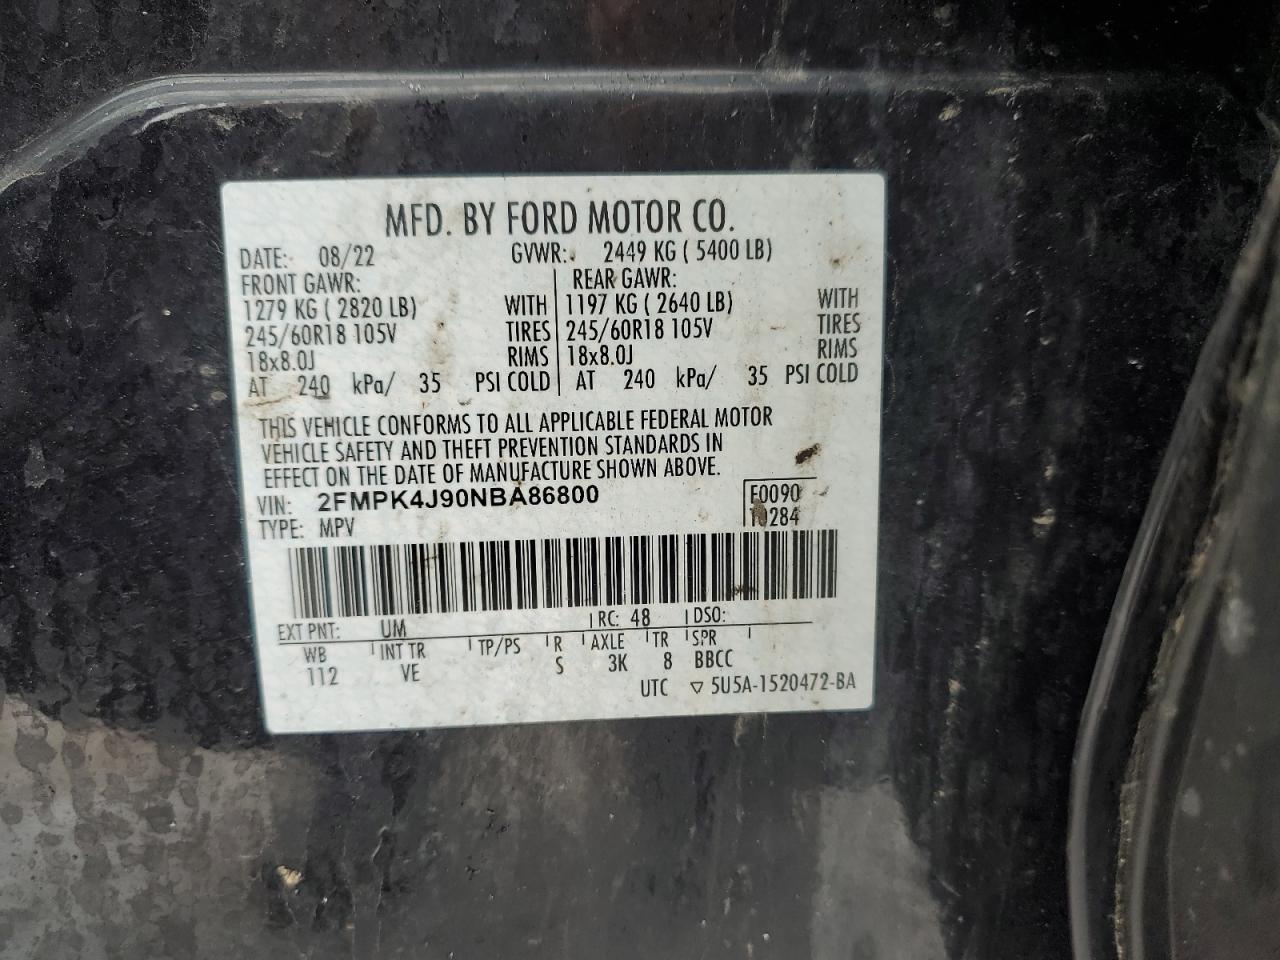 MFD. BY FORD MOTOR CO.
DATE: 08/22 GVWR: 2449 KG ( 5400 LB)
FRONT GAWR: REAR GAWR:
1279 KG ( 2820 LB) WITH 1197 KG ( 2640 LB) WITH
245/60R18 105V TIRES 245/60R18 105V TIRES
18x8.0J RIMS 18x8.0J RIMS
AT 240 kPa/ 35 PSI COLD AT 240 kPa/ 35 PSI COLD
THIS VEHICLE CONFORMS TO ALL APPLICABLE FEDERAL MOTOR
VEHICLE SAFETY AND THEFT PREVENTION STANDARDS IN
EFFECT ON THE DATE OF MANUFACTURE SHOWN ABOVE.
VIN: 2FMPK4J90NBA86800 F0090
TYPE: MPV 10284
EXT PNT: UM RC: 48 DSO:
WB INT TR TP/PS R AXLE TR SPR
112 VE S 3K 8 BBCC
UTC ▽ 5U5A-1520472-BA